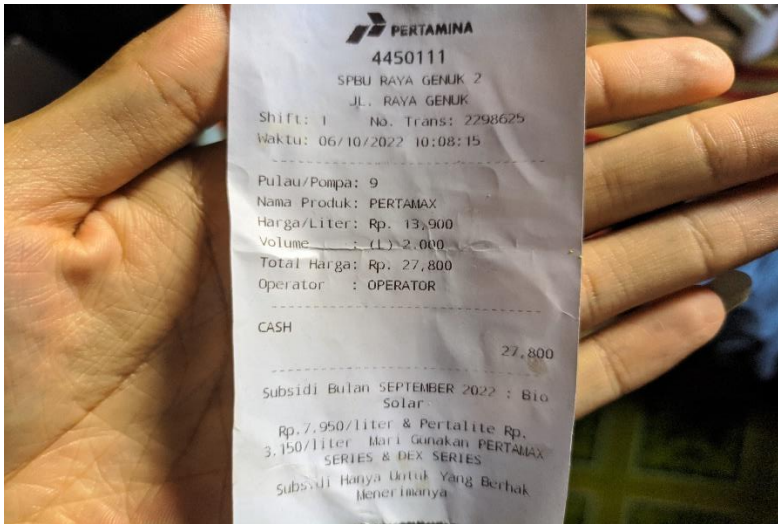 PERTAMINA
4450111
SPBU RAYA GENUK 2
JL. RAYA GENUK
Shift: 1 No. Trans: 2298625
Waktu: 06/10/2022 10:08:15
Pulau/Pompa: 9
Nama Produk: PERTAMAX
Harga/Liter: Rp. 13,900
Volume : (L) 2.000
Total Harga: Rp. 27,800
Operator : OPERATOR
CASH
27,800
Subsidi Bulan SEPTEMBER 2022 : Bio
Solar
Rp.7.950/liter & Pertalite Rp.
3.150/liter Mari Gunakan PERTAMAX
SERIES & DEX SERIES
Subsidi Hanya Untuk Yang Berhak
Menerimanya